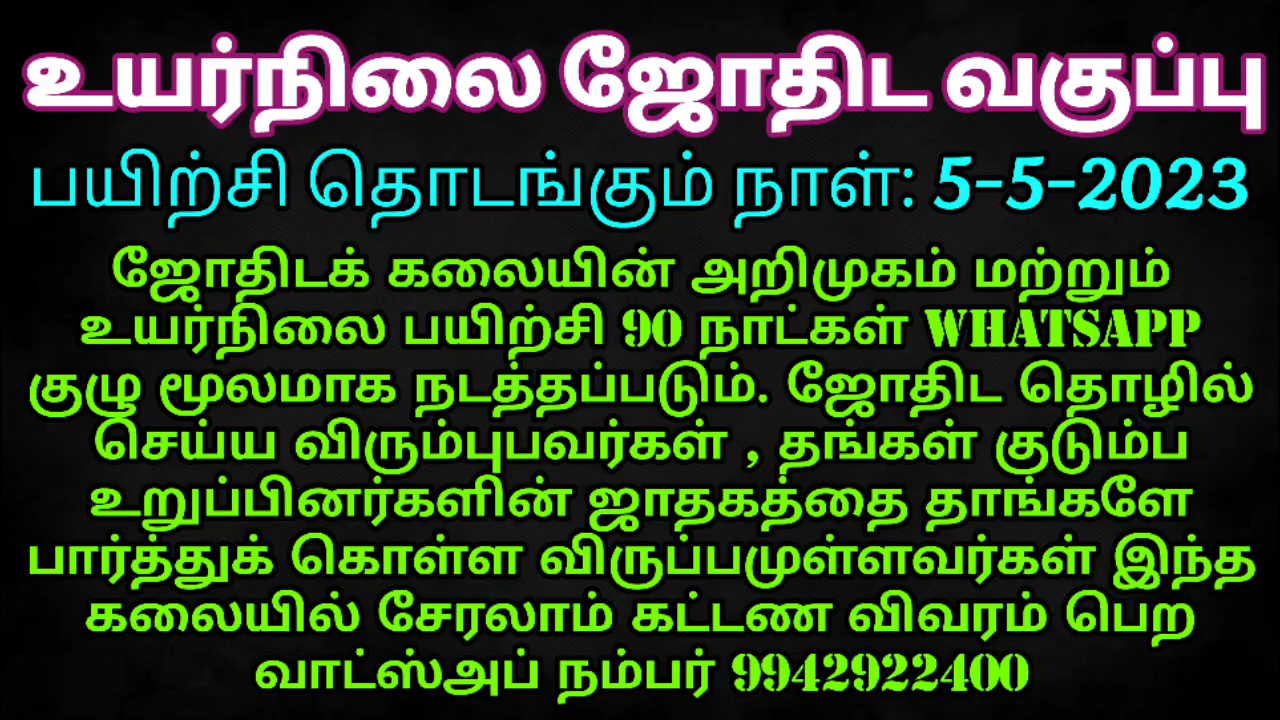 உயர்நிலை ஜோதிட வகுப்பு
பயிற்சி தொடங்கும் நாள்: 5-5-2023
ஜோதிடக் கலையின் அறிமுகம் மற்றும்
உயர்நிலை பயிற்சி 90 நாட்கள் WHATSAPP
குழு மூலமாக நடத்தப்படும். ஜோதிட தொழில்
செய்ய விரும்புபவர்கள் , தங்கள் குடும்ப
உறுப்பினர்களின் ஜாதகத்தை தாங்களே
பார்த்துக் கொள்ள விருப்பமுள்ளவர்கள் இந்த
கலையில் சேரலாம் கட்டண விவரம் பெற
வாட்ஸ்அப் நம்பர் 9942922400